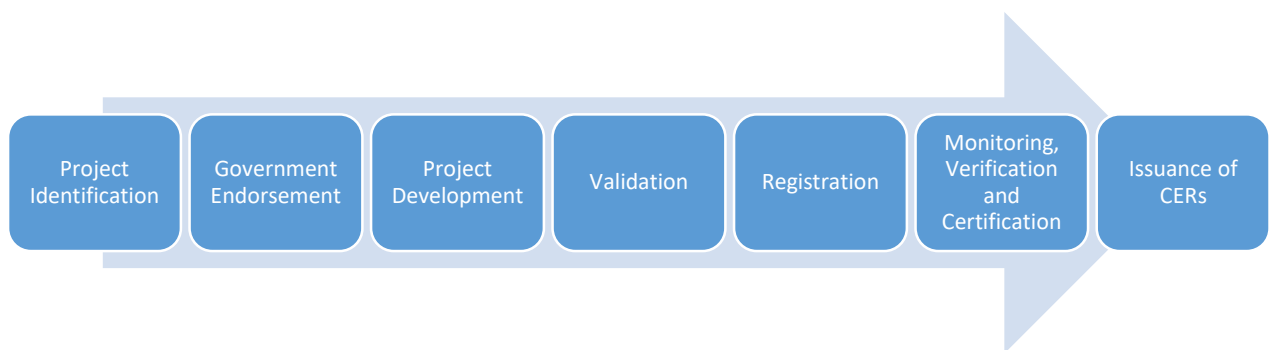 Project
Identification
Government
Endorsement
Project
Development
Validation
Registration
Monitoring,
Verification
and
Certification
Issuance of
CERs